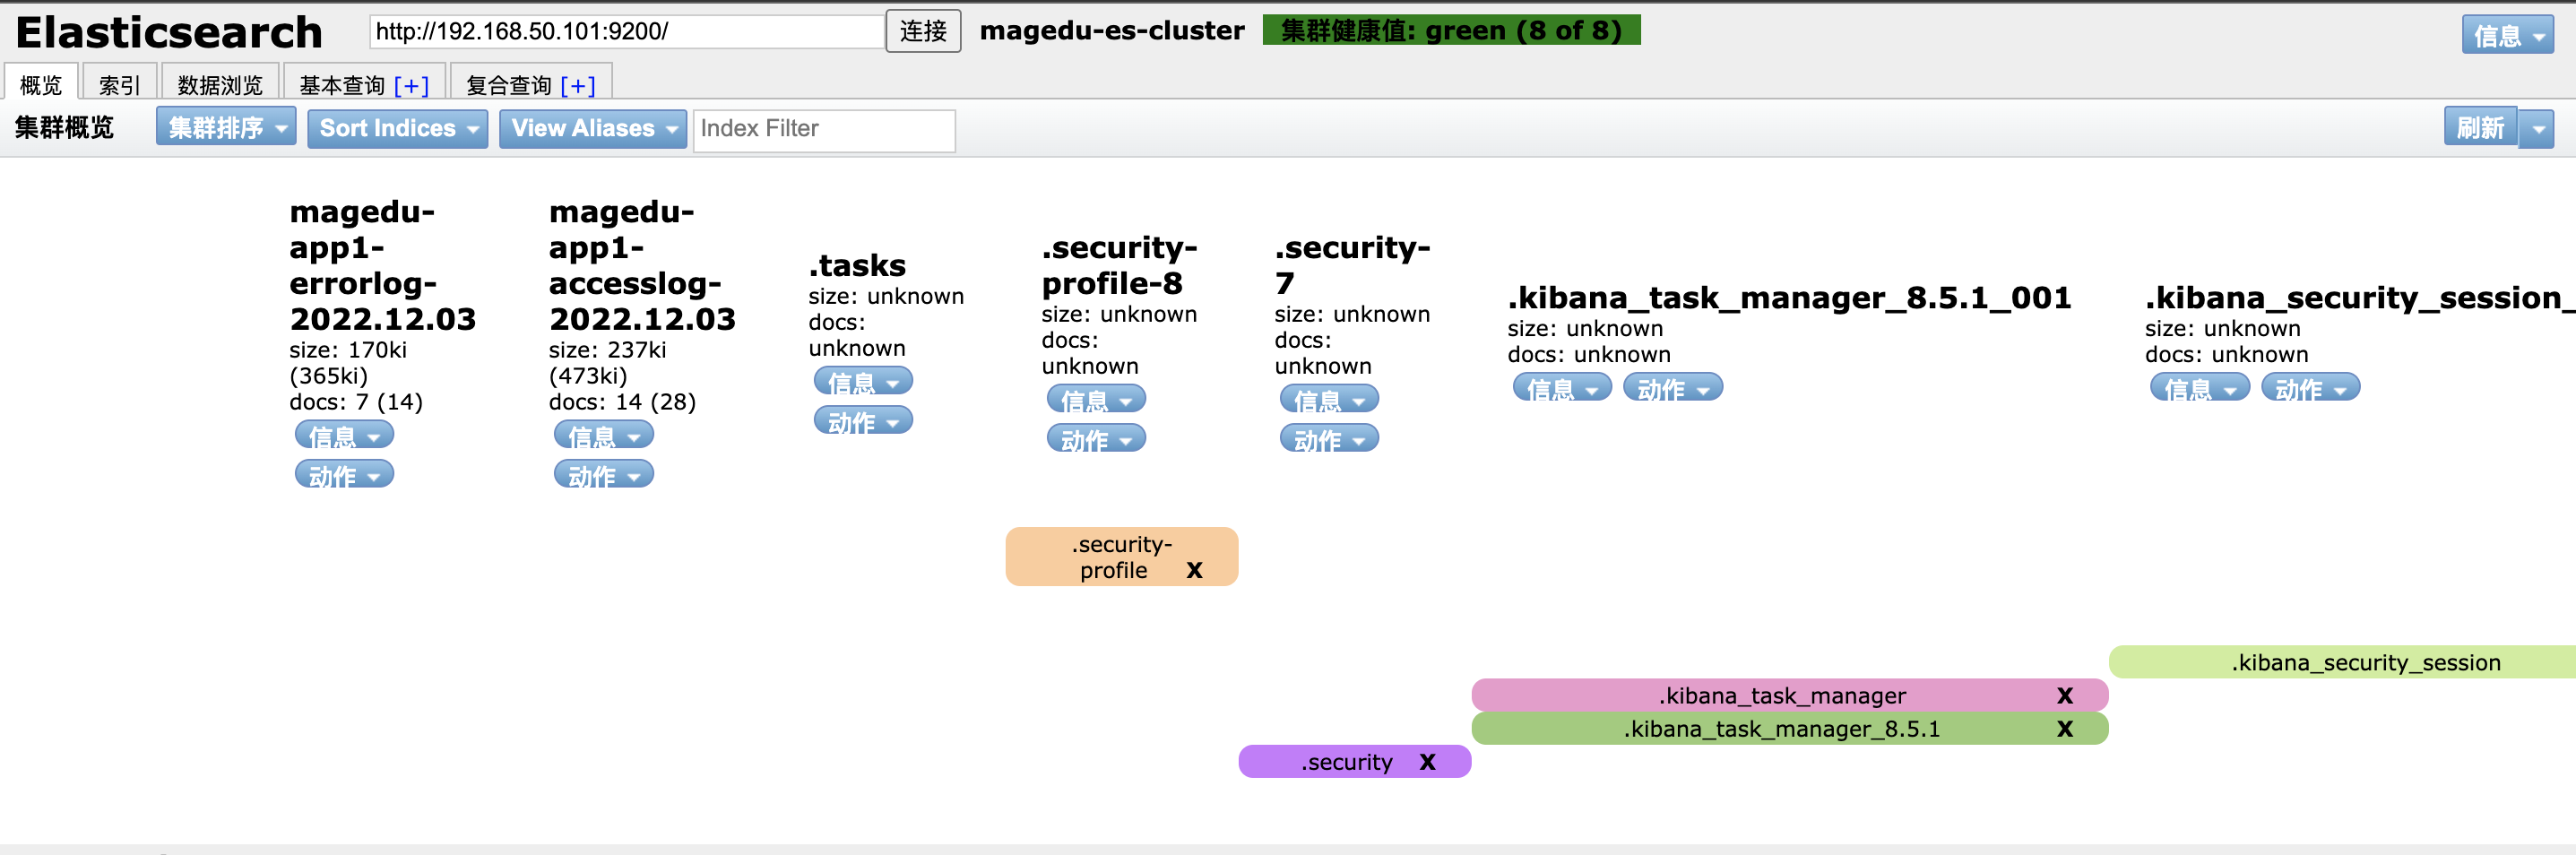 Elasticsearch
http://192.168.50.101:9200/
连接
magedu-es-cluster
集群健康值: green (8 of 8)
信息
概览
索引
数据浏览
基本查询 [+]
复合查询 [+]
集群概览
集群排序
Sort Indices
View Aliases
Index Filter
刷新
magedu-
app1-
errorlog-
2022.12.03
size: 170ki
(365ki)
docs: 7 (14)
信息
动作
magedu-
app1-
accesslog-
2022.12.03
size: 237ki
(473ki)
docs: 14 (28)
信息
动作
.tasks
size: unknown
docs:
unknown
信息
动作
.security-
profile-8
size: unknown
docs:
unknown
信息
动作
.security-
7
size: unknown
docs:
unknown
信息
动作
.kibana_task_manager_8.5.1_001
size: unknown
docs: unknown
信息
动作
.kibana_security_session_
size: unknown
docs: unknown
信息
动作
.security-
profile X
.kibana_security_session
.kibana_task_manager X
.kibana_task_manager_8.5.1 X
.security X